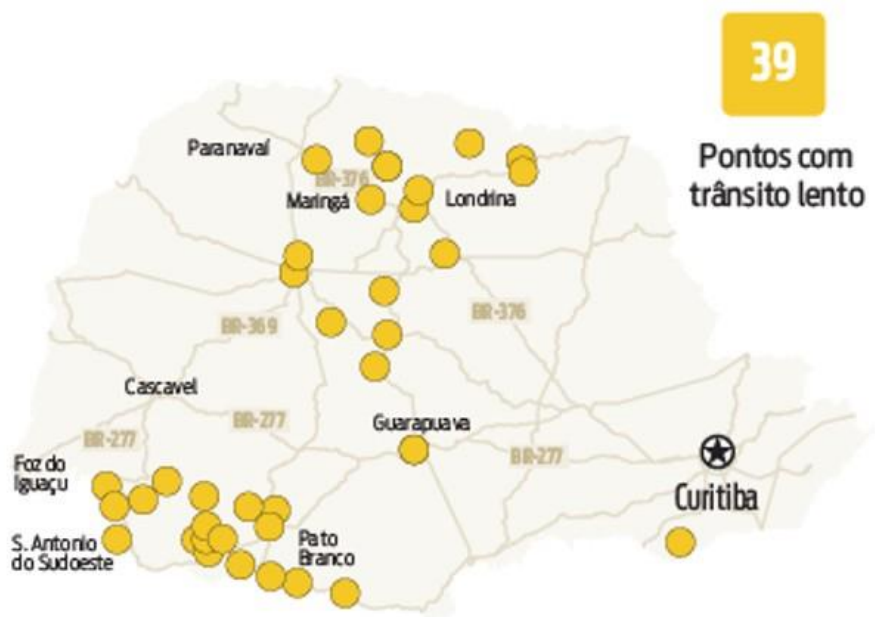 39
Pontos com
trânsito lento
Paranavaí
BR-376
Maringá
Londrina
BR-369
BR-376
Cascavel
BR-277
BR-277
Guarapuava
BR-277
Foz do
Iguaçu
Curitiba
S. Antonio
do Sudoeste
Pato
Branco